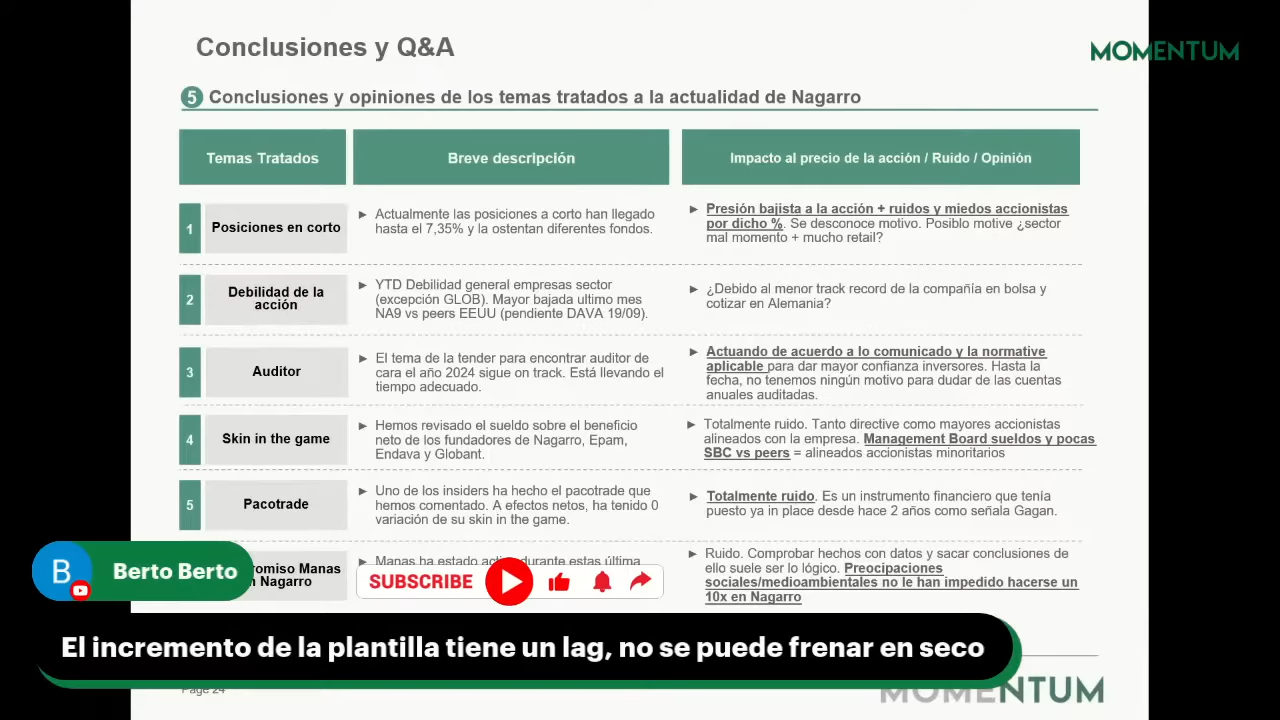 Conclusiones y Q&A
MOMENTUM
5 Conclusiones y opiniones de los temas tratados a la actualidad de Nagarro
Temas Tratados
Breve descripción
Impacto al precio de la acción / Ruido / Opinión
1
Posiciones en corto
► Actualmente las posiciones a corto han llegado
hasta el 7,35% y la ostentan diferentes fondos.
► Presión bajista a la acción + ruidos y miedos accionistas
por dicho %. Se desconoce motivo. Posiblo motive ¿sector
mal momento + mucho retail?
2
Debilidad de la
acción
► YTD Debilidad general empresas sector
(excepción GLOB). Mayor bajada ultimo mes
NA9 vs peers EEUU (pendiente DAVA 19/09).
► ¿Debido al menor track record de la compañía en bolsa y
cotizar en Alemania?
3
Auditor
► El tema de la tender para encontrar auditor de
cara el año 2024 sigue on track. Está llevando el
tiempo adecuado.
► Actuando de acuerdo a lo comunicado y la normative
aplicable para dar mayor confianza inversores. Hasta la
fecha, no tenemos ningún motivo para dudar de las cuentas
anuales auditadas.
4
Skin in the game
► Hemos revisado el sueldo sobre el beneficio
neto de los fundadores de Nagarro, Epam,
Endava y Globant.
► Totalmente ruido. Tanto directive como mayores accionistas
alineados con la empresa. Management Board sueldos y pocas
SBC vs peers = alineados accionistas minoritarios
5
Pacotrade
► Uno de los insiders ha hecho el pacotrade que
hemos comentado. A efectos netos, ha tenido 0
variación de su skin in the game.
► Totalmente ruido. Es un instrumento financiero que tenía
puesto ya in place desde hace 2 años como señala Gagan.
Manas
Nagarro
► Manas ha estado durante estas última
► Ruido. Comprobar hechos con datos y sacar conclusiones de
ello suele ser lo lógico. Preocipaciones
sociales/medioambientales no le han impedido hacerse un
10x en Nagarro
B
Berto Berto
SUBSCRIBE
El incremento de la plantilla tiene un lag, no se puede frenar en seco
Page 24
MOMENTUM